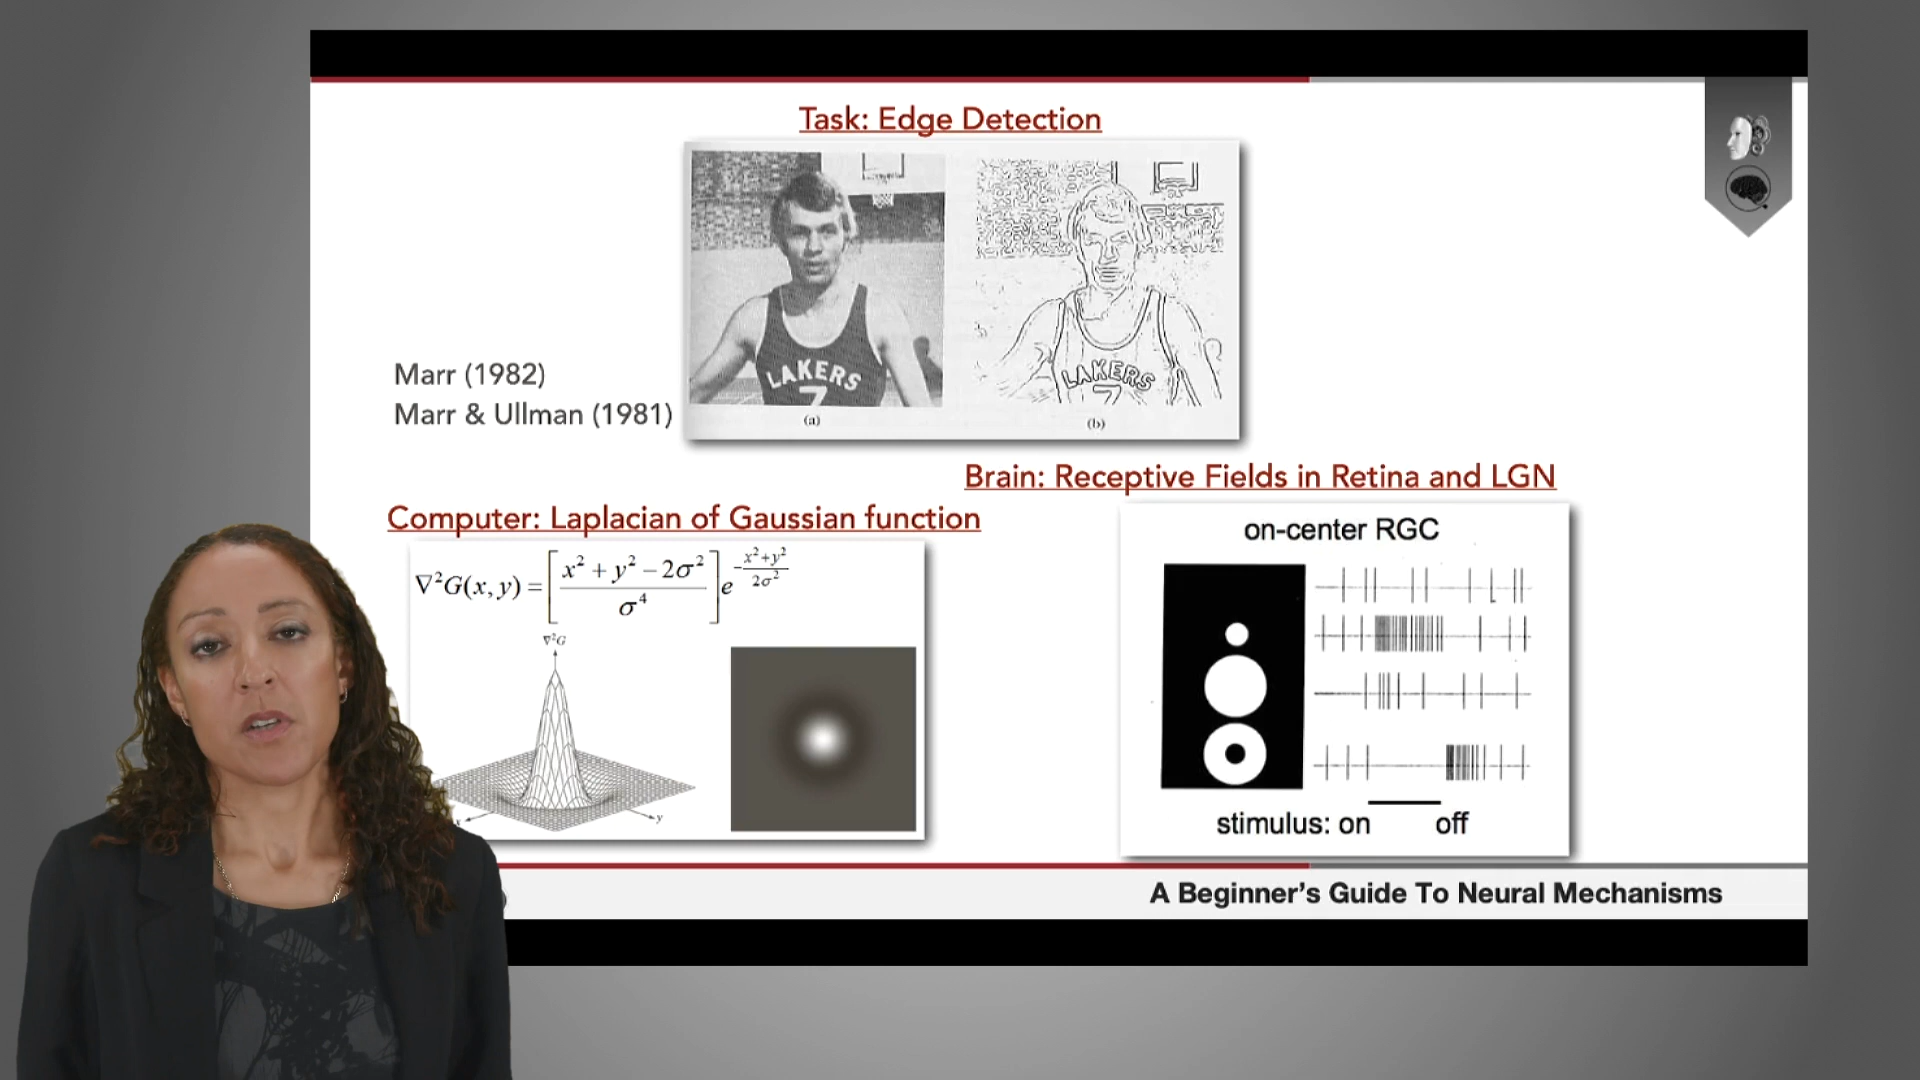 Task: Edge Detection
LAKERS
7
(a)
LAKERS
7
(b)
Marr (1982)
Marr & Ullman (1981)
Brain: Receptive Fields in Retina and LGN
Computer: Laplacian of Gaussian function
∇²G(x, y) = [x² + y² − 2σ² / σ⁴] e^−(x²+y²)/2σ²
∇²G
x
y
on-center RGC
stimulus: on off
A Beginner's Guide To Neural Mechanisms